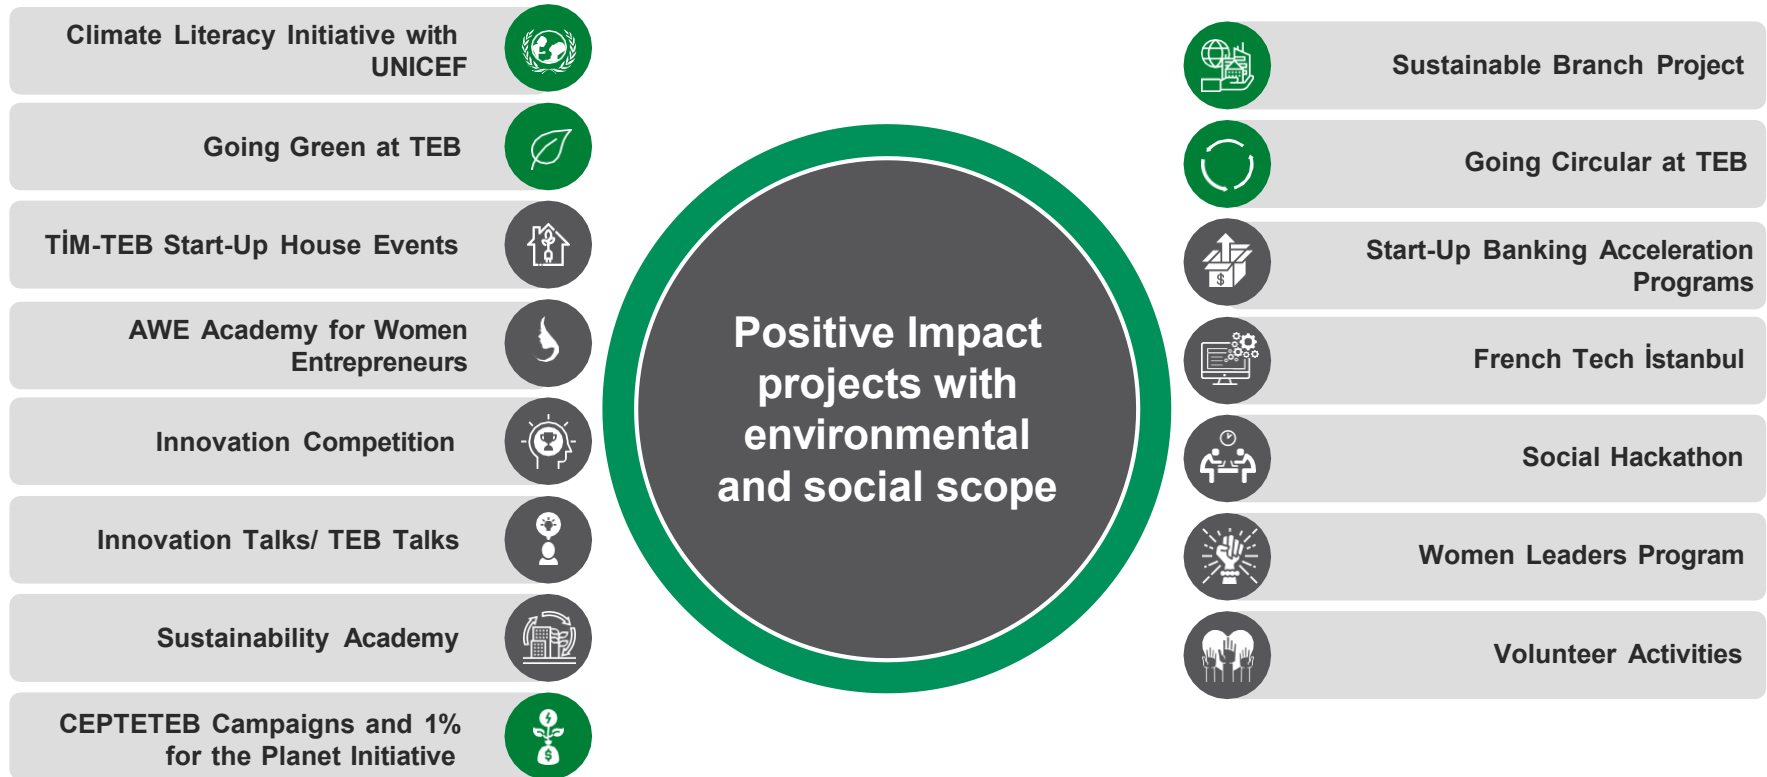 Climate Literacy Initiative with
UNICEF
Going Green at TEB
TİM-TEB Start-Up House Events
AWE Academy for Women
Entrepreneurs
Innovation Competition
Innovation Talks/ TEB Talks
Sustainability Academy
CEPTETEB Campaigns and 1%
for the Planet Initiative
Positive Impact
projects with
environmental
and social scope
Sustainable Branch Project
Going Circular at TEB
Start-Up Banking Acceleration
Programs
French Tech İstanbul
Social Hackathon
Women Leaders Program
Volunteer Activities